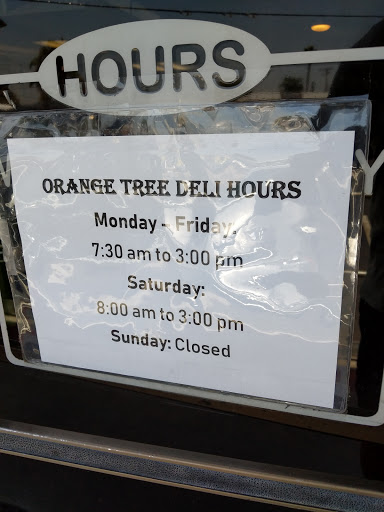 HOURS
ORANGE TREE DELI HOURS
Monday - Friday:
7:30 am to 3:00 pm
Saturday:
8:00 am to 3:00 pm
Sunday: Closed